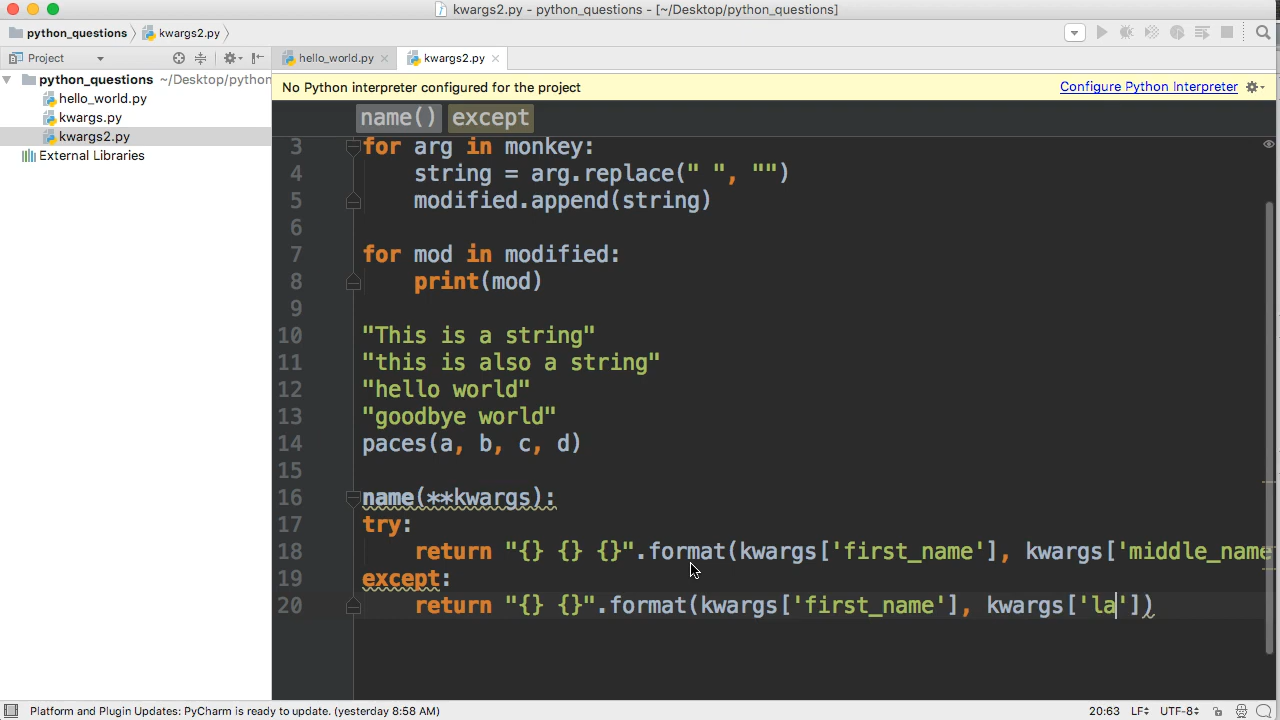 kwargs2.py - python_questions - [~/Desktop/python_questions]
python_questions kwargs2.py
Project hello_world.py kwargs2.py
python_questions ~/Desktop/python
hello_world.py
kwargs.py
kwargs2.py
External Libraries
No Python interpreter configured for the project Configure Python Interpreter
name() except
3 for arg in monkey:
4 string = arg.replace(" ", "")
5 modified.append(string)
6
7 for mod in modified:
8 print(mod)
9
10 "This is a string"
11 "this is also a string"
12 "hello world"
13 "goodbye world"
14 paces(a, b, c, d)
15
16 name(**kwargs):
17 try:
18 return "{} {} {}".format(kwargs['first_name'], kwargs['middle_name
19 except:
20 return "{} {}".format(kwargs['first_name'], kwargs['la'])
Platform and Plugin Updates: PyCharm is ready to update. (yesterday 8:58 AM) 20:63 LF UTF-8